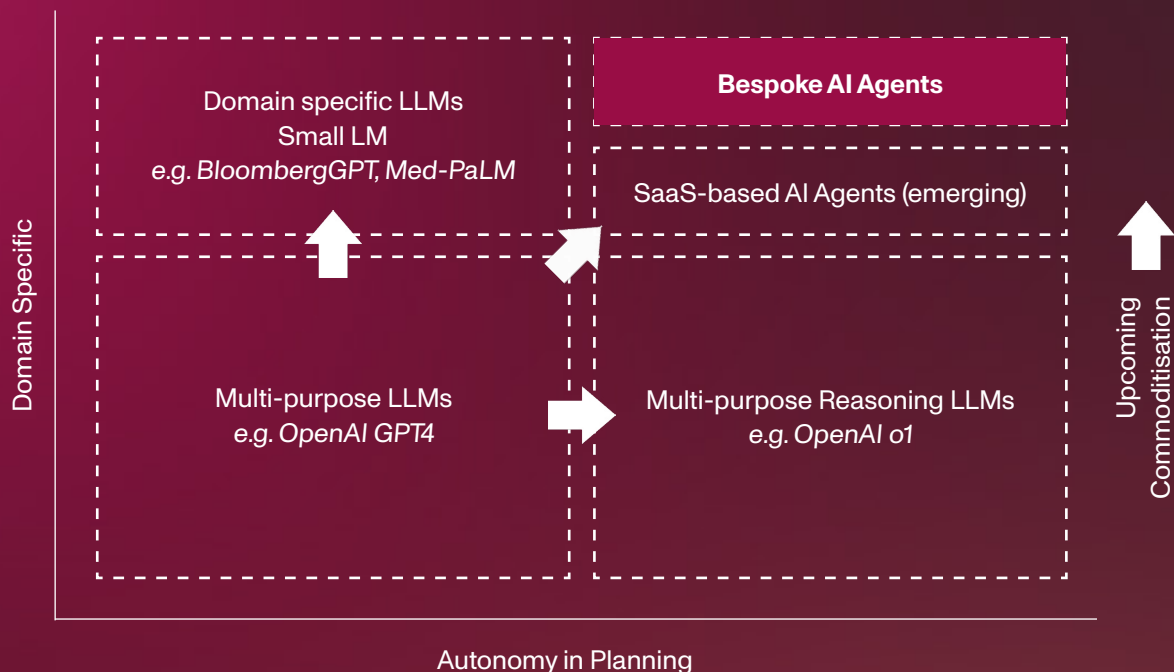 Domain specific LLMs
Small LM
e.g. BloombergGPT, Med-PaLM
Bespoke AI Agents
SaaS-based AI Agents (emerging)
Multi-purpose LLMs
e.g. OpenAI GPT4
Multi-purpose Reasoning LLMs
e.g. OpenAI o1
Domain Specific
Upcoming
Commoditisation
Autonomy in Planning